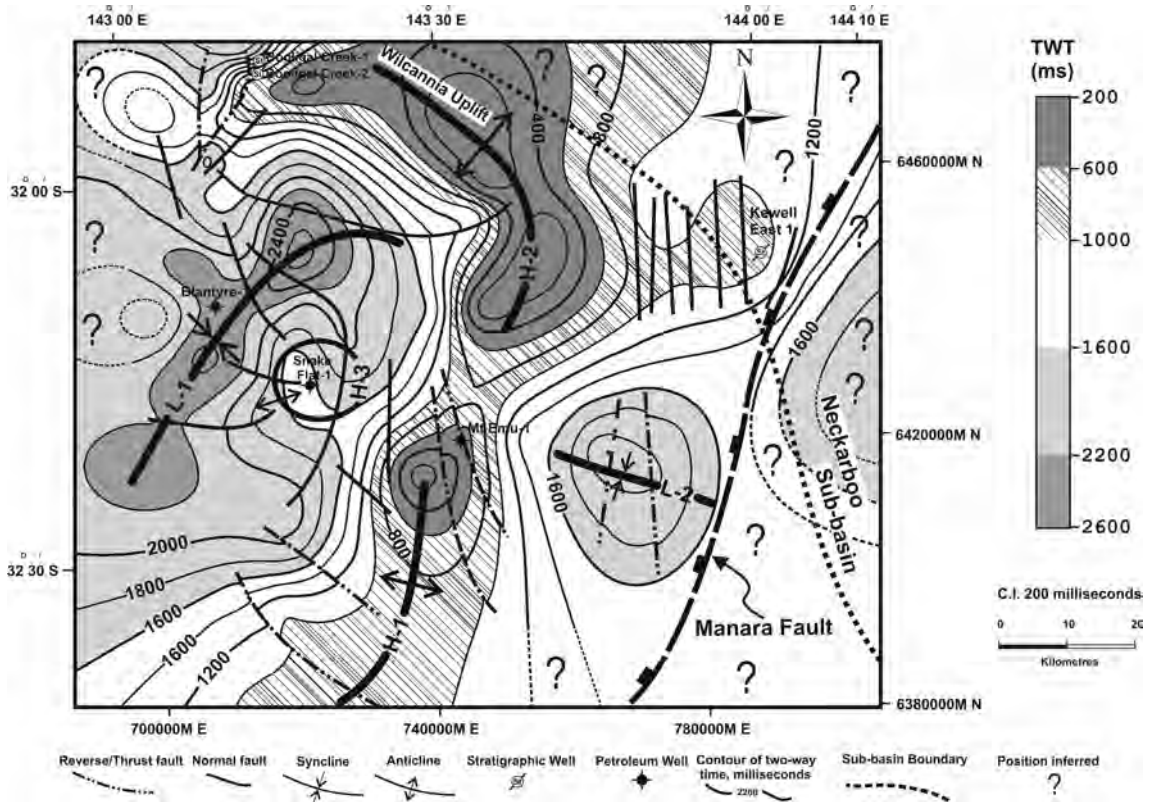 143 00 E
143 30 E
144 00 E
144 10 E
TWT
(ms)
200
600
1000
1600
2200
2600
C.I. 200 milliseconds
0
10
20
Kilometres
32 00 S
32 30 S
6460000M N
6420000M N
6380000M N
700000M E
740000M E
780000M E
N
Wilcannia Uplift
400
800
1200
?
?
?
?
?
?
?
?
?
?
?
?
Kewell
East 1
H-2
2400
Blantyre-
Snake
Flat-1
H-3
L-1
Mt Emu-1
1600
L-2
1600
Neckarboo
Sub-basin
Manara Fault
800
H-1
2000
1800
1600
1600
1200
Reverse/Thrust fault
Normal fault
Syncline
Anticline
Stratigraphic Well
Petroleum Well
Contour of two-way
time, milliseconds
2200
Sub-basin Boundary
Position inferred
?